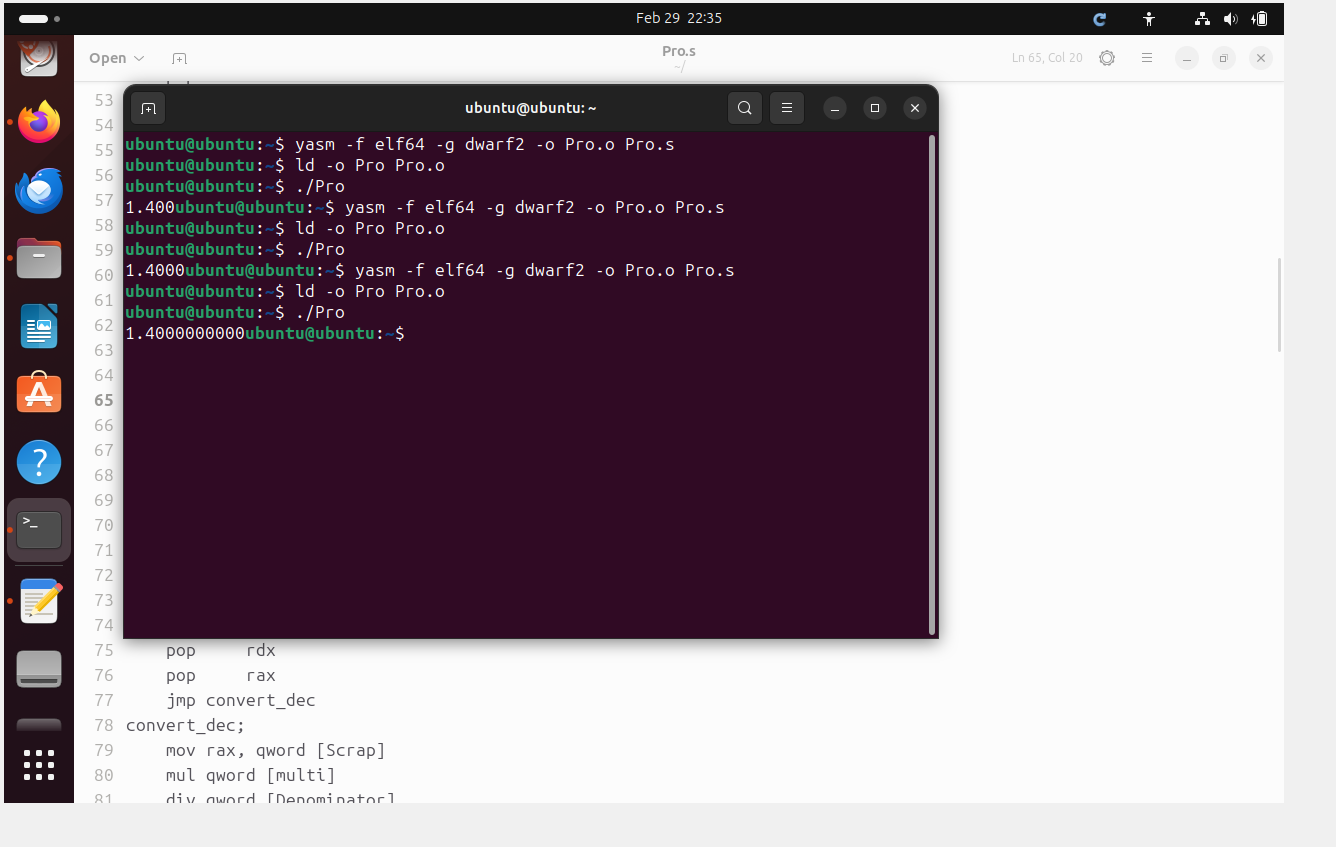 Feb 29 22:35
Open
Pro.s
~/
Ln 65, Col 20
ubuntu@ubuntu: ~
53
54
55
56
57
58
59
60
61
62
63
64
65
66
67
68
69
70
71
72
73
74
ubuntu@ubuntu:~$ yasm -f elf64 -g dwarf2 -o Pro.o Pro.s
ubuntu@ubuntu:~$ ld -o Pro Pro.o
ubuntu@ubuntu:~$ ./Pro
1.400ubuntu@ubuntu:~$ yasm -f elf64 -g dwarf2 -o Pro.o Pro.s
ubuntu@ubuntu:~$ ld -o Pro Pro.o
ubuntu@ubuntu:~$ ./Pro
1.4000ubuntu@ubuntu:~$ yasm -f elf64 -g dwarf2 -o Pro.o Pro.s
ubuntu@ubuntu:~$ ld -o Pro Pro.o
ubuntu@ubuntu:~$ ./Pro
1.4000000000ubuntu@ubuntu:~$
75 pop rdx
76 pop rax
77 jmp convert_dec
78 convert_dec;
79 mov rax, qword [Scrap]
80 mul qword [multi]
81 div qword [Denominator]